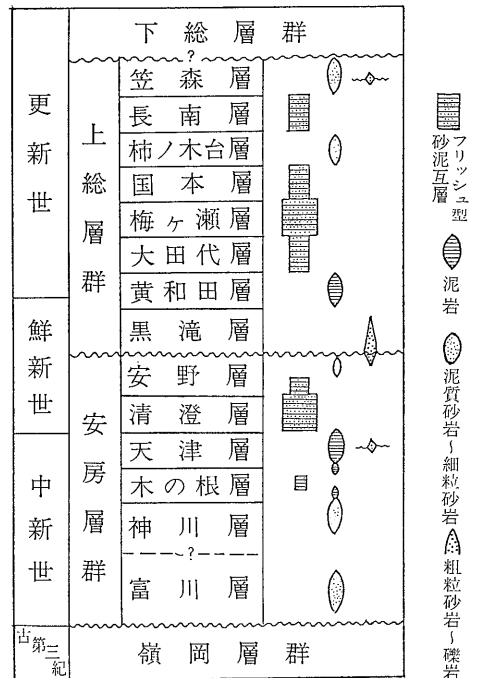 下総層群
?
更新世
鮮新世
中新世
古第三紀
上総層群
安房層群
笠森層
長南層
柿ノ木台層
国本層
梅ヶ瀬層
大田代層
黄和田層
黒滝層
安野層
清澄層
天津層
木の根層
神川層
?
富川層
嶺岡層群
フリッシュ型
砂泥互層
泥岩
泥質砂岩～細粒砂岩
粗粒砂岩～礫岩